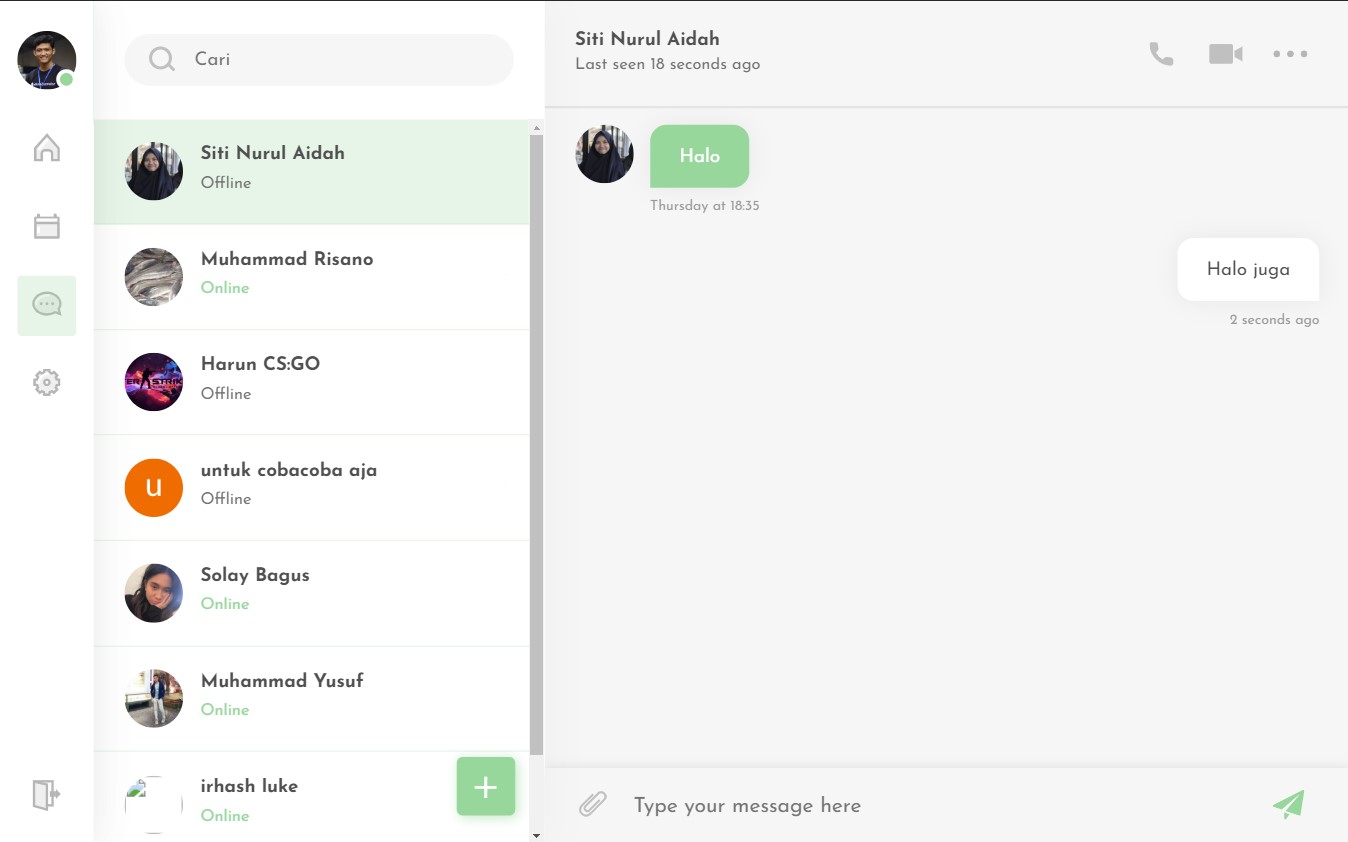 Cari
Siti Nurul Aidah
Offline
Muhammad Risano
Online
Harun CS:GO
Offline
u
untuk cobacoba aja
Offline
Solay Bagus
Online
Muhammad Yusuf
Online
irhash luke
Online
Siti Nurul Aidah
Last seen 18 seconds ago
Halo
Thursday at 18:35
Halo juga
2 seconds ago
Type your message here